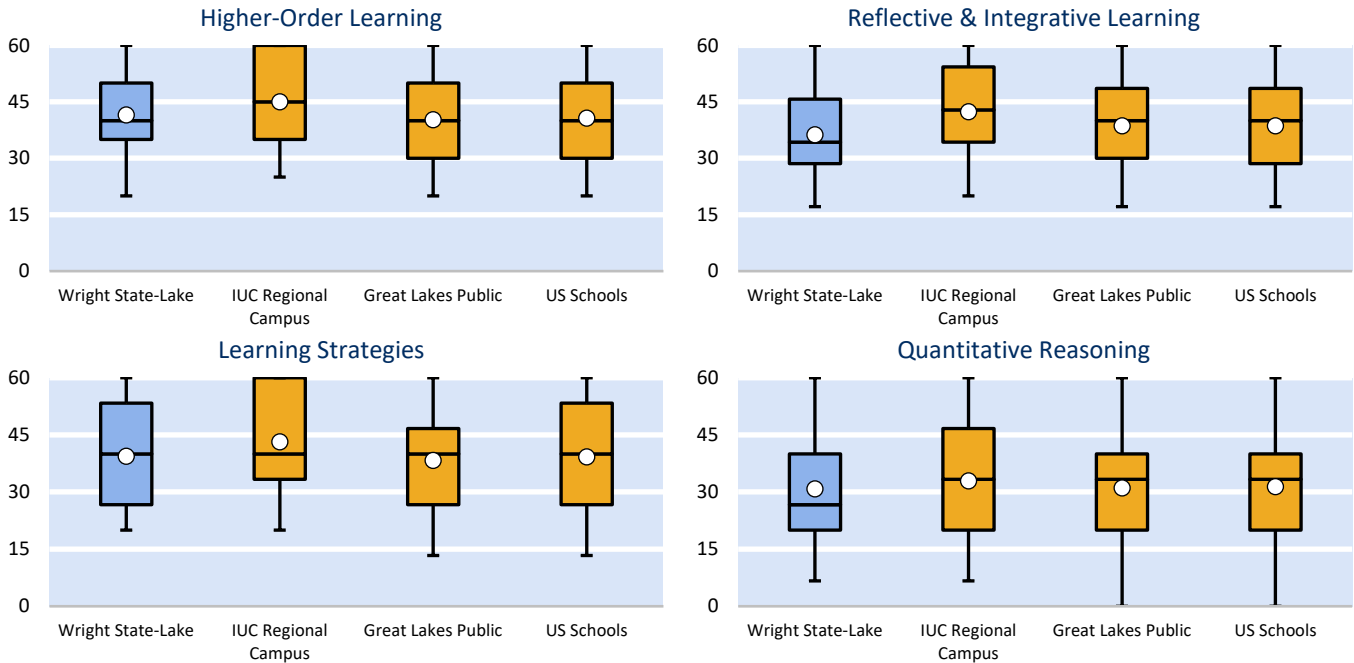 Higher-Order Learning
60
45
30
15
0
Wright State-Lake
IUC Regional
Campus
Great Lakes Public
US Schools
Reflective & Integrative Learning
60
45
30
15
0
Wright State-Lake
IUC Regional
Campus
Great Lakes Public
US Schools
Learning Strategies
60
45
30
15
0
Wright State-Lake
IUC Regional
Campus
Great Lakes Public
US Schools
Quantitative Reasoning
60
45
30
15
0
Wright State-Lake
IUC Regional
Campus
Great Lakes Public
US Schools